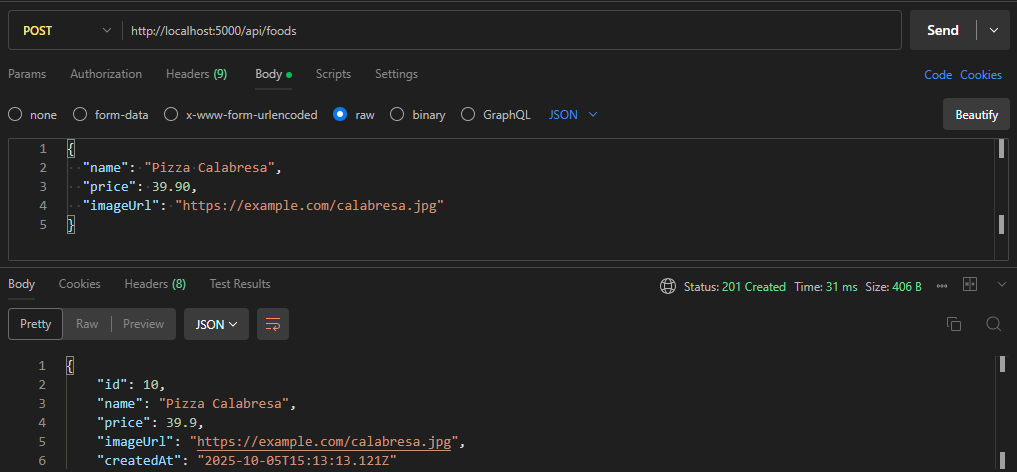 POST http://localhost:5000/api/foods Send
Params Authorization Headers (9) Body Scripts Settings Code Cookies
none form-data x-www-form-urlencoded raw binary GraphQL JSON Beautify
1 {
2 "name": "Pizza Calabresa",
3 "price": 39.90,
4 "imageUrl": "https://example.com/calabresa.jpg"
5 }
Body Cookies Headers (8) Test Results Status: 201 Created Time: 31 ms Size: 406 B
Pretty Raw Preview JSON
1 {
2 "id": 10,
3 "name": "Pizza Calabresa",
4 "price": 39.9,
5 "imageUrl": "https://example.com/calabresa.jpg",
6 "createdAt": "2025-10-05T15:13:13.121Z"